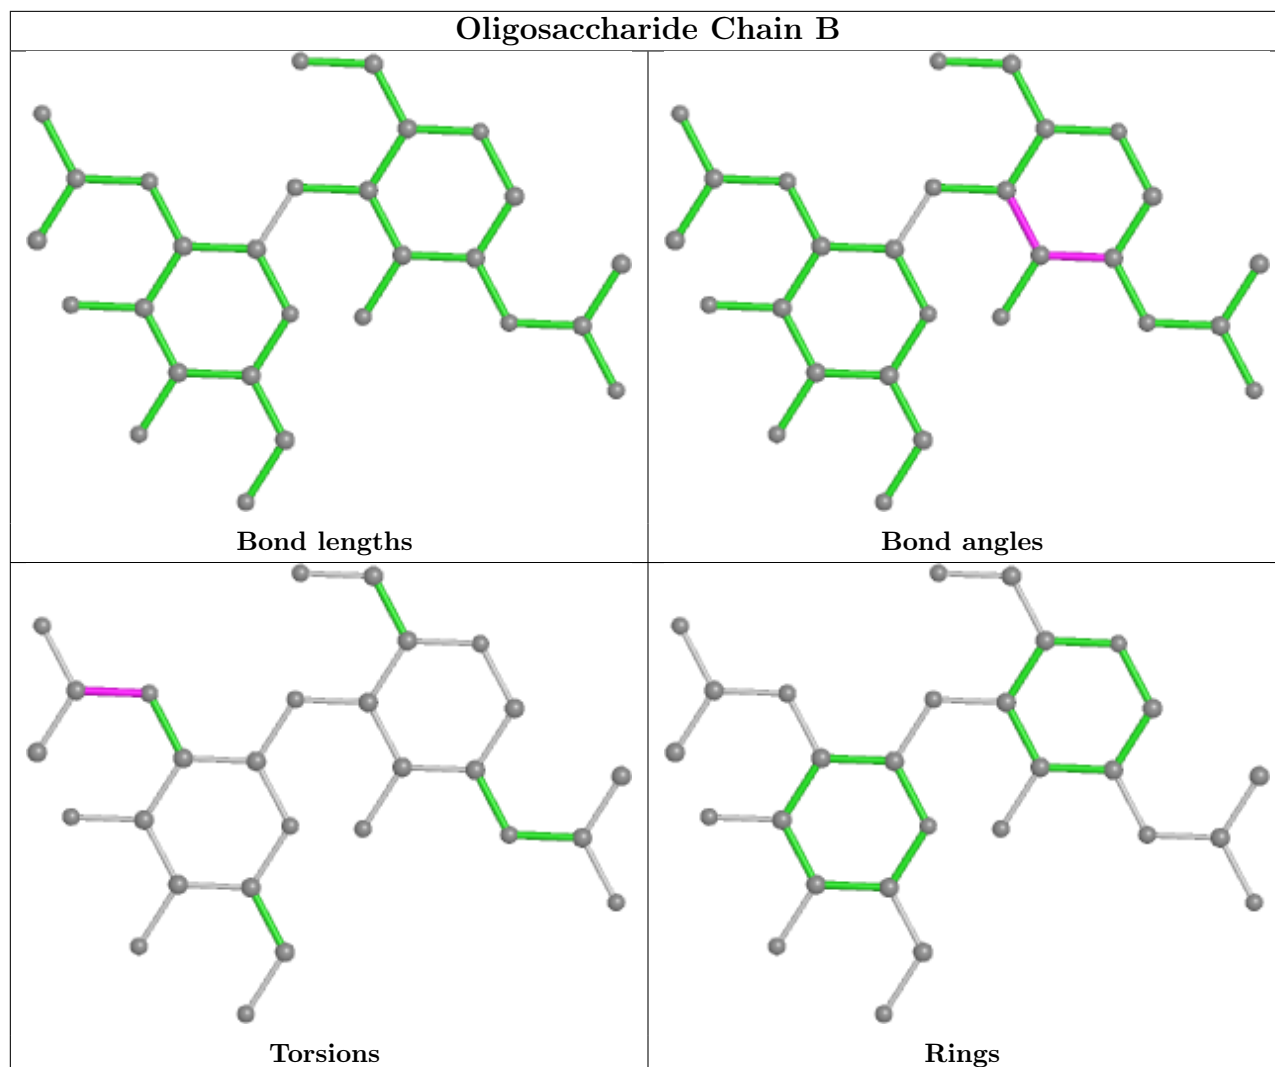 Oligosaccharide Chain B
Bond lengths
Bond angles
Torsions
Rings